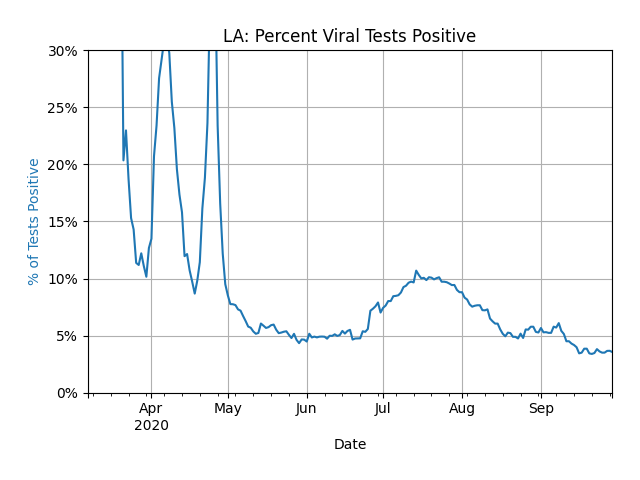 LA: Percent Viral Tests Positive
30%
25%
20%
15%
10%
5%
0%
% of Tests Positive
Apr
2020
May
Jun
Jul
Aug
Sep
Date